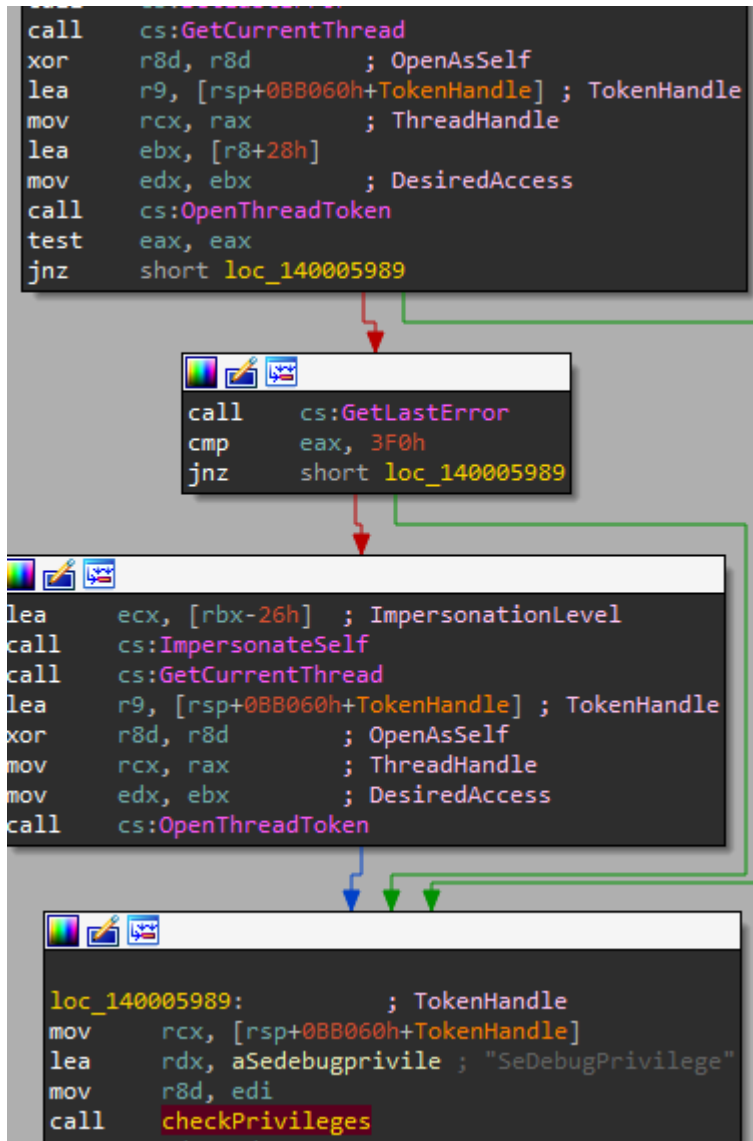 call cs:GetCurrentThread
xor r8d, r8d ; OpenAsSelf
lea r9, [rsp+0BB060h+TokenHandle] ; TokenHandle
mov rcx, rax ; ThreadHandle
lea ebx, [r8+28h]
mov edx, ebx ; DesiredAccess
call cs:OpenThreadToken
test eax, eax
jnz short loc_140005989
call cs:GetLastError
cmp eax, 3F0h
jnz short loc_140005989
lea ecx, [rbx-26h] ; ImpersonationLevel
call cs:ImpersonateSelf
call cs:GetCurrentThread
lea r9, [rsp+0BB060h+TokenHandle] ; TokenHandle
xor r8d, r8d ; OpenAsSelf
mov rcx, rax ; ThreadHandle
mov edx, ebx ; DesiredAccess
call cs:OpenThreadToken
loc_140005989: ; TokenHandle
mov rcx, [rsp+0BB060h+TokenHandle]
lea rdx, aSedebugprivile ; "SeDebugPrivilege"
mov r8d, edi
call checkPrivileges